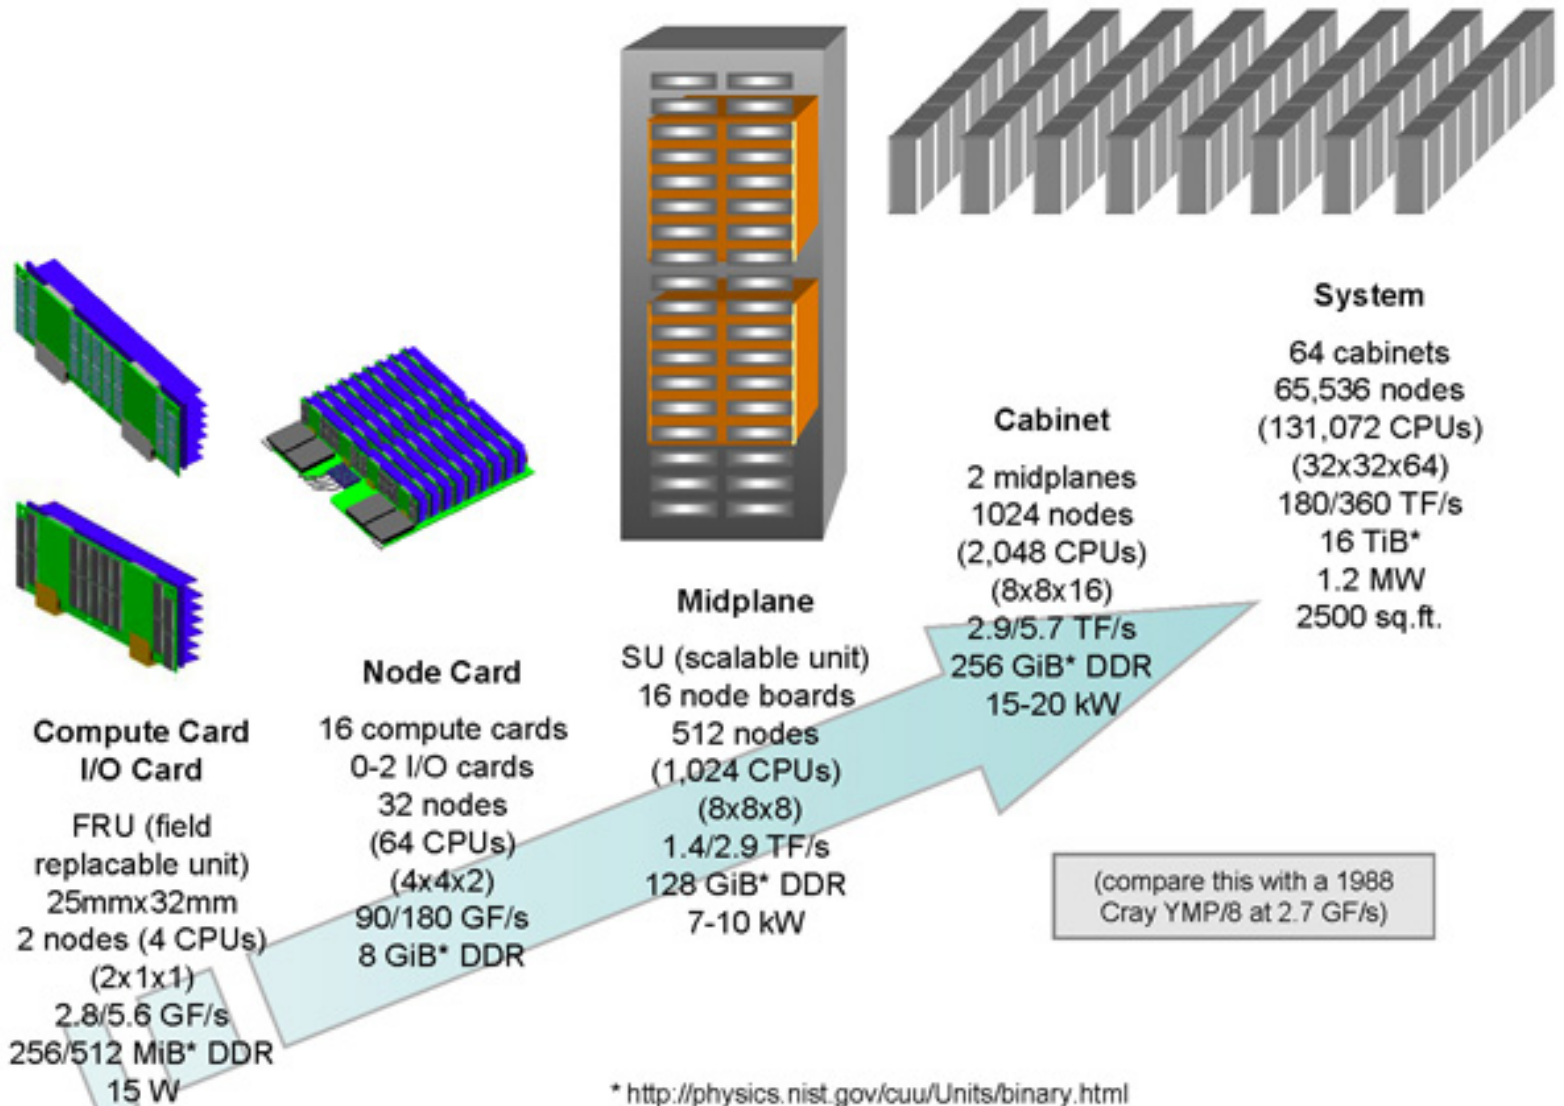 Compute Card
I/O Card
FRU (field
replacable unit)
25mmx32mm
2 nodes (4 CPUs)
(2x1x1)
2.8/5.6 GF/s
256/512 MiB* DDR
15 W
Node Card
16 compute cards
0-2 I/O cards
32 nodes
(64 CPUs)
(4x4x2)
90/180 GF/s
8 GiB* DDR
Midplane
SU (scalable unit)
16 node boards
512 nodes
(1,024 CPUs)
(8x8x8)
1.4/2.9 TF/s
128 GiB* DDR
7-10 kW
Cabinet
2 midplanes
1024 nodes
(2,048 CPUs)
(8x8x16)
2.9/5.7 TF/s
256 GiB* DDR
15-20 kW
System
64 cabinets
65,536 nodes
(131,072 CPUs)
(32x32x64)
180/360 TF/s
16 TiB*
1.2 MW
2500 sq.ft.
(compare this with a 1988
Cray YMP/8 at 2.7 GF/s)
* http://physics.nist.gov/cuu/Units/binary.html